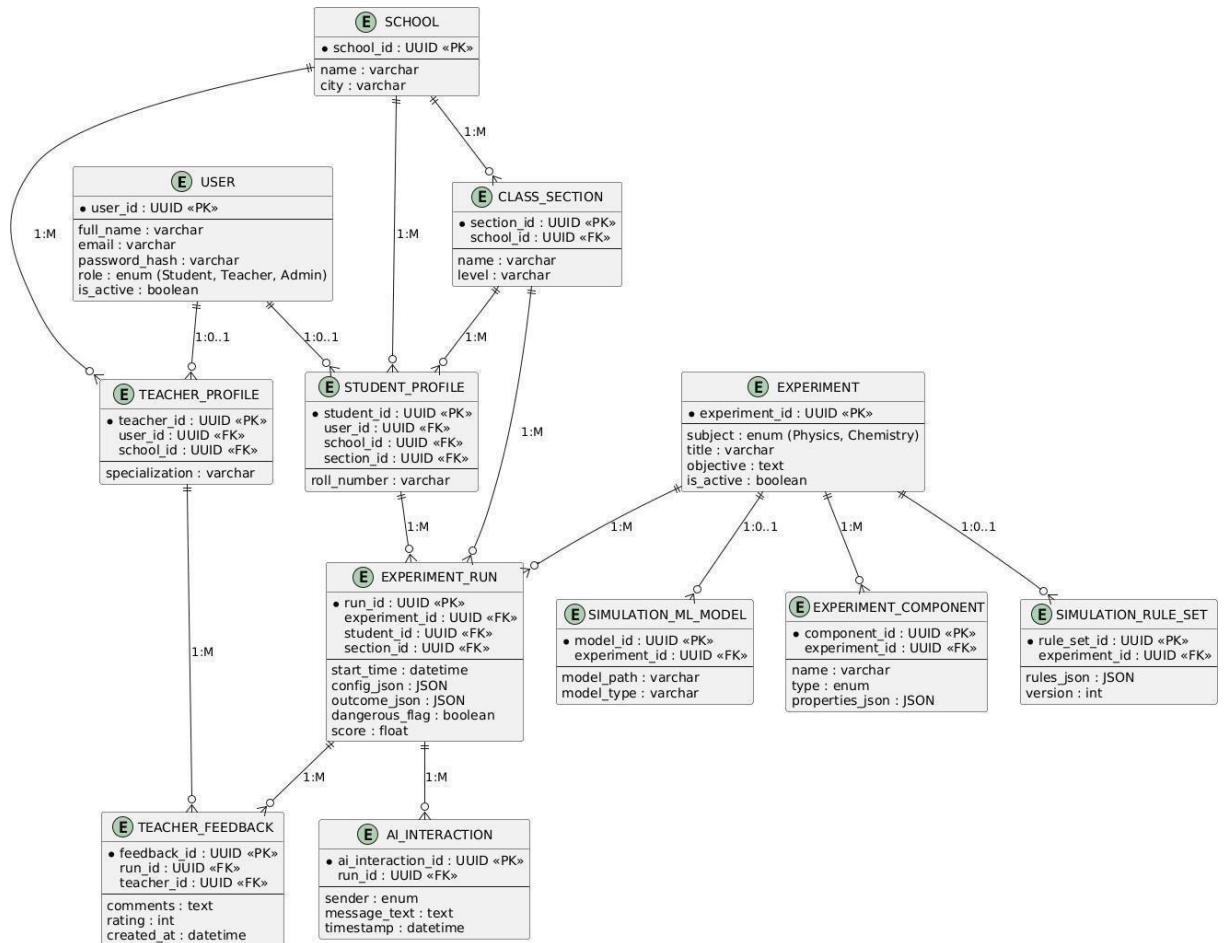 E SCHOOL
school_id : UUID «PK»
name : varchar
city : varchar
1:M
1:M
1:M
E USER
user_id : UUID «PK»
full_name : varchar
email : varchar
password_hash : varchar
role : enum (Student, Teacher, Admin)
is_active : boolean
E CLASS_SECTION
section_id : UUID «PK»
school_id : UUID «FK»
name : varchar
level : varchar
1:0..1
1:0..1
1:M
1:M
E TEACHER_PROFILE
teacher_id : UUID «PK»
user_id : UUID «FK»
school_id : UUID «FK»
specialization : varchar
E STUDENT_PROFILE
student_id : UUID «PK»
user_id : UUID «FK»
school_id : UUID «FK»
section_id : UUID «FK»
roll_number : varchar
E EXPERIMENT
experiment_id : UUID «PK»
subject : enum (Physics, Chemistry)
title : varchar
objective : text
is_active : boolean
1:M
1:M
1:0..1
1:M
1:0..1
E EXPERIMENT_RUN
run_id : UUID «PK»
experiment_id : UUID «FK»
student_id : UUID «FK»
section_id : UUID «FK»
start_time : datetime
config_json : JSON
outcome_json : JSON
dangerous_flag : boolean
score : float
E SIMULATION_ML_MODEL
model_id : UUID «PK»
experiment_id : UUID «FK»
model_path : varchar
model_type : varchar
E EXPERIMENT_COMPONENT
component_id : UUID «PK»
experiment_id : UUID «FK»
name : varchar
type : enum
properties_json : JSON
E SIMULATION_RULE_SET
rule_set_id : UUID «PK»
experiment_id : UUID «FK»
rules_json : JSON
version : int
1:M
1:M
1:M
E TEACHER_FEEDBACK
feedback_id : UUID «PK»
run_id : UUID «FK»
teacher_id : UUID «FK»
comments : text
rating : int
created_at : datetime
E AI_INTERACTION
ai_interaction_id : UUID «PK»
run_id : UUID «FK»
sender : enum
message_text : text
timestamp : datetime